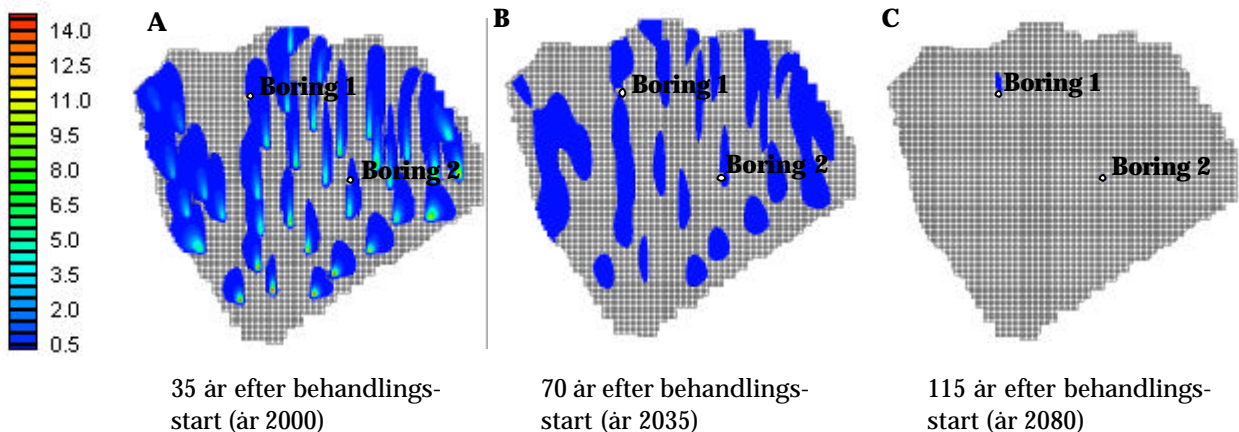 14.0
12.5
11.0
9.5
8.0
6.5
5.0
3.5
2.0
0.5
A
Boring 1
Boring 2
35 år efter behandlings-
start (år 2000)
B
Boring 1
Boring 2
70 år efter behandlings-
start (år 2035)
C
Boring 1
Boring 2
115 år efter behandlings-
start (år 2080)